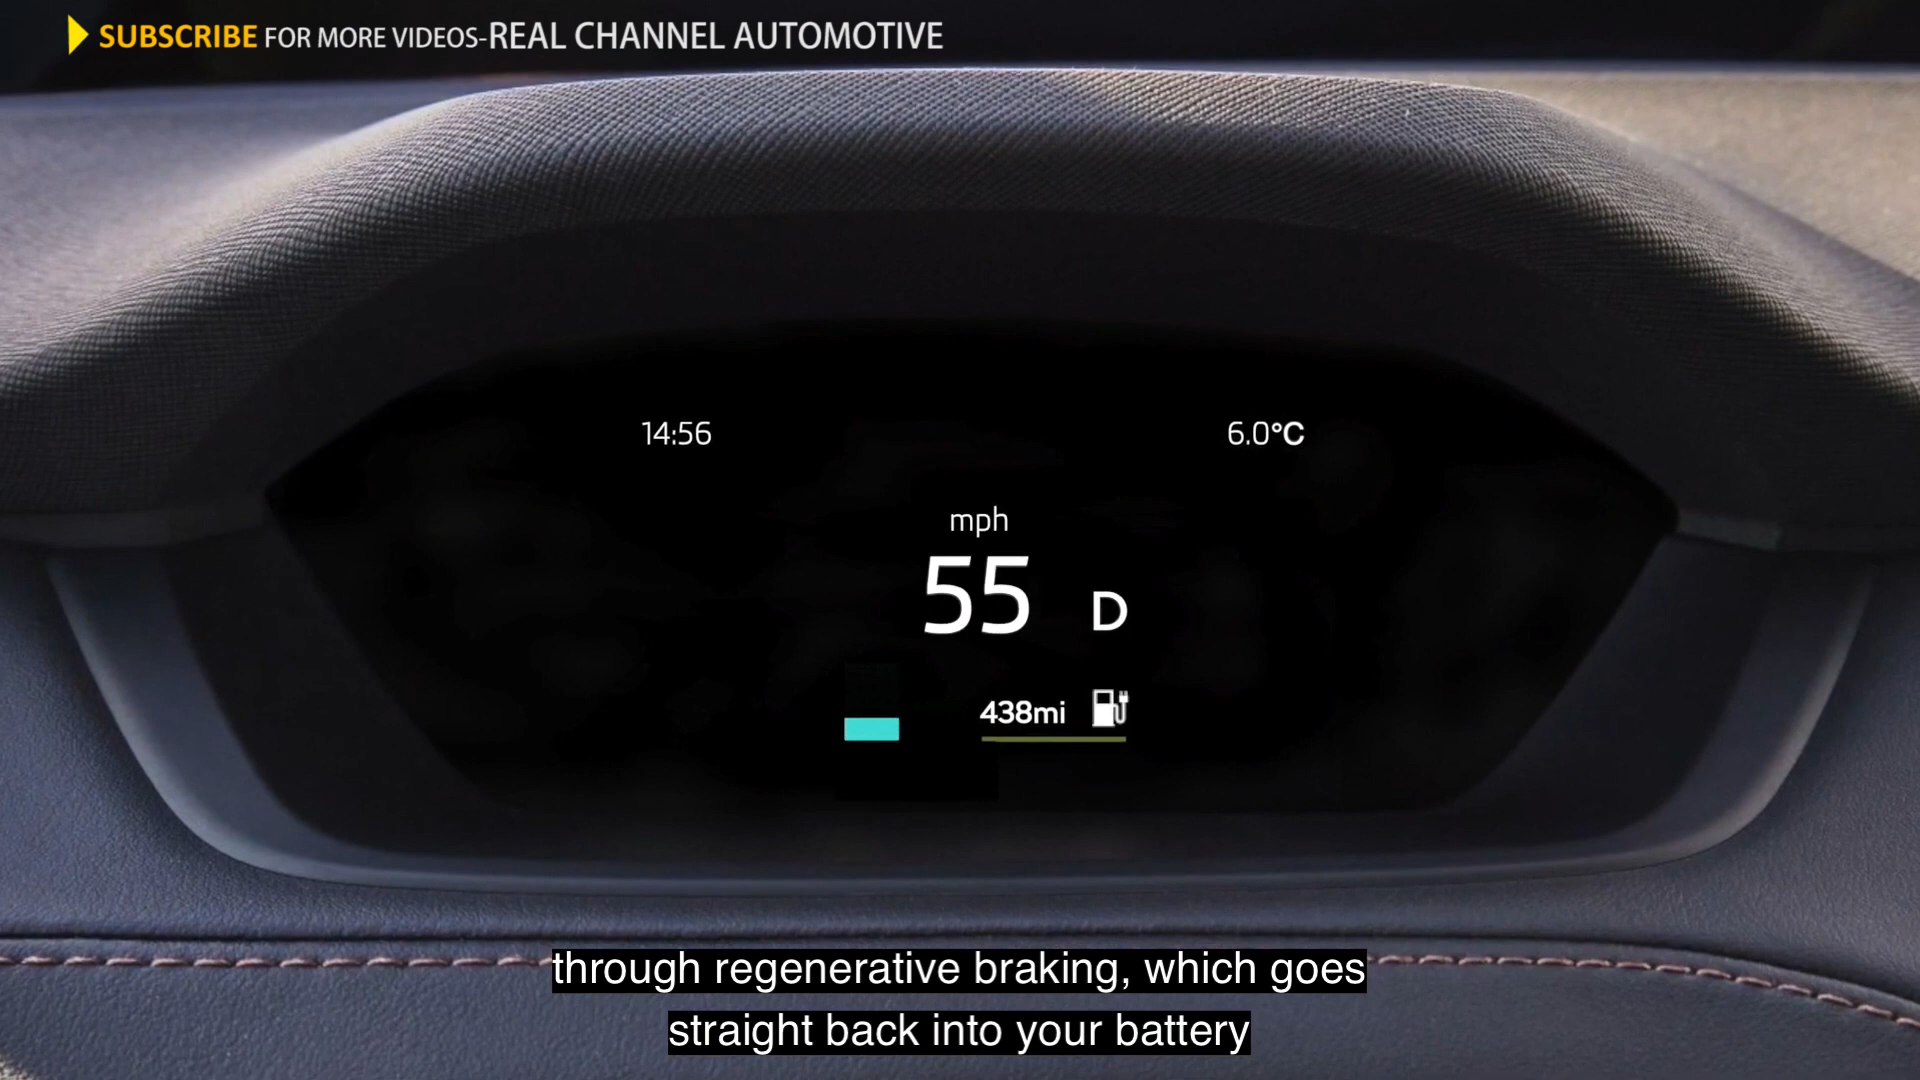 SUBSCRIBE FOR MORE VIDEOS-REAL CHANNEL AUTOMOTIVE
14:56 6.0°C
mph
55 D
438mi
through regenerative braking, which goes
straight back into your battery